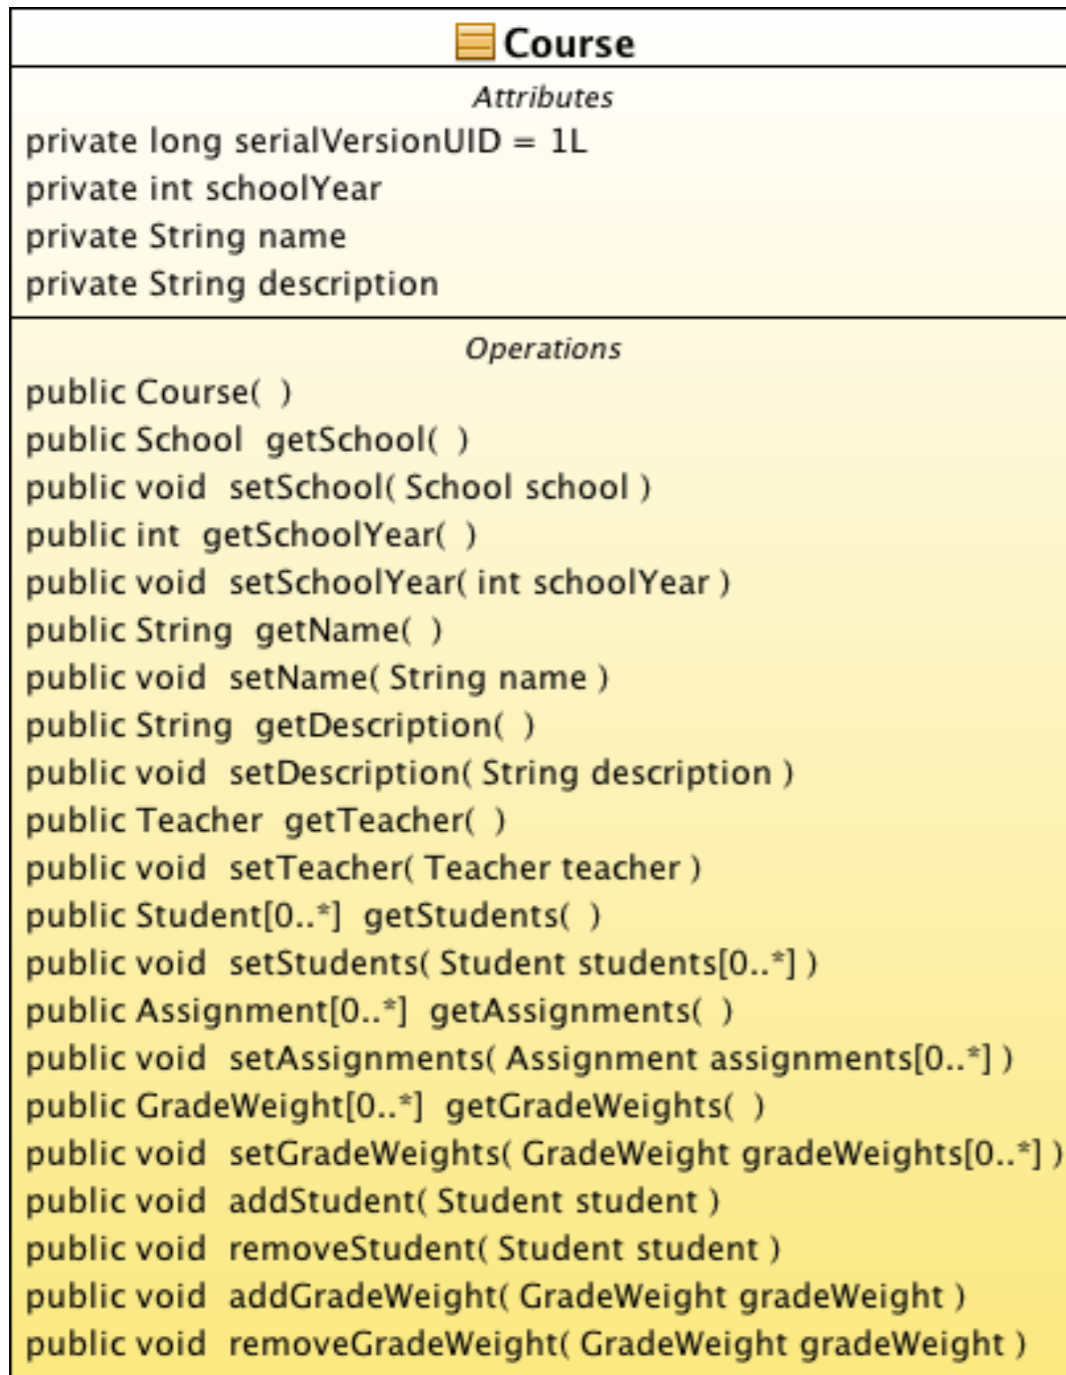 Course
Attributes
private long serialVersionUID = 1L
private int schoolYear
private String name
private String description
Operations
public Course( )
public School getSchool( )
public void setSchool( School school )
public int getSchoolYear( )
public void setSchoolYear( int schoolYear )
public String getName( )
public void setName( String name )
public String getDescription( )
public void setDescription( String description )
public Teacher getTeacher( )
public void setTeacher( Teacher teacher )
public Student[0..*] getStudents( )
public void setStudents( Student students[0..*] )
public Assignment[0..*] getAssignments( )
public void setAssignments( Assignment assignments[0..*] )
public GradeWeight[0..*] getGradeWeights( )
public void setGradeWeights( GradeWeight gradeWeights[0..*] )
public void addStudent( Student student )
public void removeStudent( Student student )
public void addGradeWeight( GradeWeight gradeWeight )
public void removeGradeWeight( GradeWeight gradeWeight )